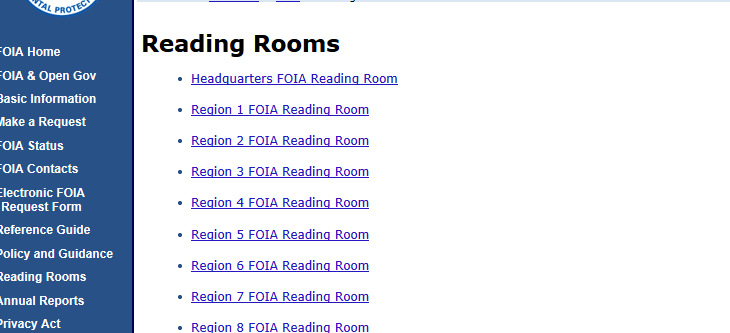 NTAL PROTEC
FOIA Home
FOIA & Open Gov
Basic Information
Make a Request
FOIA Status
FOIA Contacts
Electronic FOIA
Request Form
Reference Guide
Policy and Guidance
Reading Rooms
Annual Reports
Privacy Act
Reading Rooms
Headquarters FOIA Reading Room
Region 1 FOIA Reading Room
Region 2 FOIA Reading Room
Region 3 FOIA Reading Room
Region 4 FOIA Reading Room
Region 5 FOIA Reading Room
Region 6 FOIA Reading Room
Region 7 FOIA Reading Room
Region 8 FOIA Reading Room